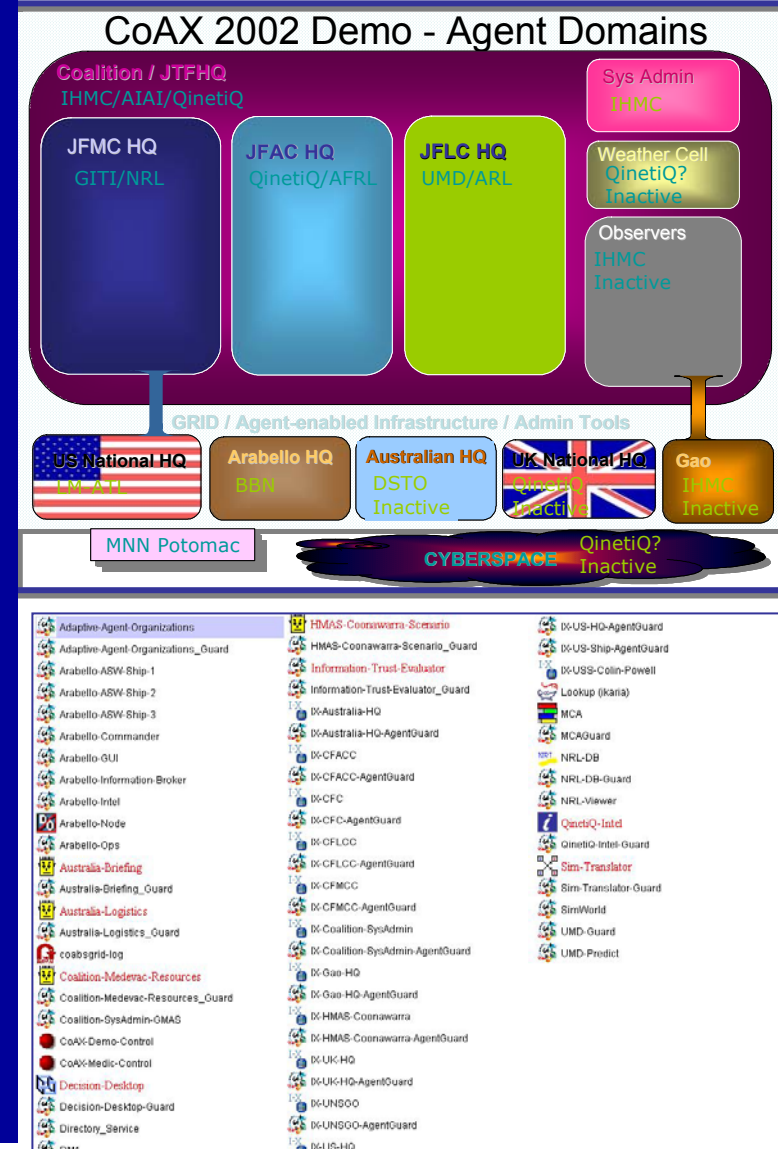 CoAX 2002 Demo - Agent Domains
Coalition / JTFHQ
IHMC/AIAI/QinetiQ
Sys Admin
IHMC
JFMC HQ
GITI/NRL
JFAC HQ
QinetiQ/AFRL
JFLC HQ
UMD/ARL
Weather Cell
QinetiQ?
Inactive
Observers
IHMC
Inactive
GRID / Agent-enabled Infrastructure / Admin Tools
US National HQ
LM-ATL
Arabello HQ
BBN
Australian HQ
DSTO
Inactive
UK National HQ
QinetiQ
Inactive
Gao
IHMC
Inactive
MNN Potomac
CYBERSPACE
QinetiQ?
Inactive
Adaptive-Agent-Organizations
Adaptive-Agent-Organizations_Guard
Arabello-ASW-Ship-1
Arabello-ASW-Ship-2
Arabello-ASW-Ship-3
Arabello-Commander
Arabello-GUI
Arabello-Information-Broker
Arabello-Intel
Arabello-Node
Arabello-Ops
Australia-Briefing
Australia-Briefing_Guard
Australia-Logistics
Australia-Logistics_Guard
coabsgrid-log
Coalition-Medevac-Resources
Coalition-Medevac-Resources_Guard
Coalition-SysAdmin-GMAS
CoAX-Demo-Control
CoAX-Medic-Control
Decision-Desktop
Decision-Desktop-Guard
Directory_Service
HMAS-Coonawarra-Scenario
HMAS-Coonawarra-Scenario_Guard
Information-Trust-Evaluator
Information-Trust-Evaluator_Guard
IX-Australia-HQ
IX-Australia-HQ-AgentGuard
IX-CFACC
IX-CFACC-AgentGuard
IX-CFC
IX-CFC-AgentGuard
IX-CFLCC
IX-CFLCC-AgentGuard
IX-CFMCC
IX-CFMCC-AgentGuard
IX-Coalition-SysAdmin
IX-Coalition-SysAdmin-AgentGuard
IX-Gao-HQ
IX-Gao-HQ-AgentGuard
IX-HMAS-Coonawarra
IX-HMAS-Coonawarra-AgentGuard
IX-UK-HQ
IX-UK-HQ-AgentGuard
IX-UNSGO
IX-UNSGO-AgentGuard
IX-US-HQ
IX-US-HQ-AgentGuard
IX-US-Ship-AgentGuard
IX-USS-Colin-Powell
Lookup (ikaria)
MCA
MCAGuard
NRL-DB
NRL-DB-Guard
NRL-Viewer
QinetiQ-Intel
QinetiQ-Intel-Guard
Sim-Translator
Sim-Translator-Guard
SimWorld
UMD-Guard
UMD-Predict